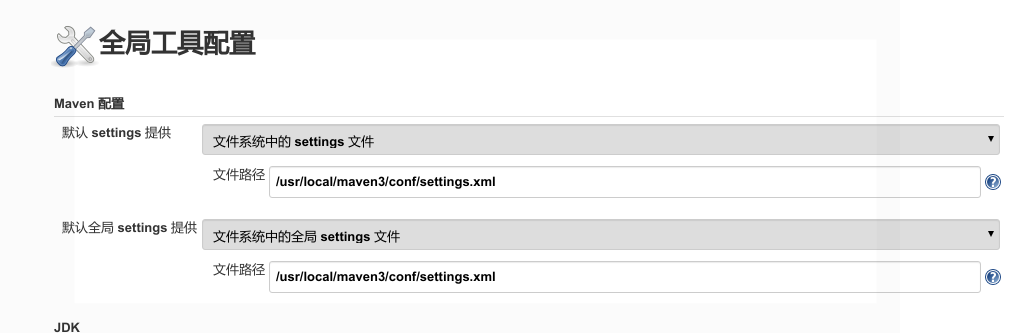 全局工具配置
Maven 配置
默认 settings 提供
文件系统中的 settings 文件
文件路径
/usr/local/maven3/conf/settings.xml
默认全局 settings 提供
文件系统中的全局 settings 文件
文件路径
/usr/local/maven3/conf/settings.xml
JDK